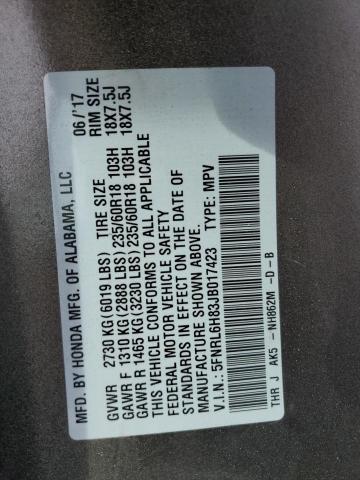 MFD. BY HONDA MFG. OF ALABAMA, LLC 06/'17
GVWR 2730 KG(6019 LBS) TIRE SIZE RIM SIZE
GAWR F 1310 KG(2888 LBS)235/60R18 103H 18X7.5J
GAWR R 1465 KG(3230 LBS)235/60R18 103H 18X7.5J
THIS VEHICLE CONFORMS TO ALL APPLICABLE
FEDERAL MOTOR VEHICLE SAFETY
STANDARDS IN EFFECT ON THE DATE OF
MANUFACTURE SHOWN ABOVE.
V.I.N.: 5FNRL6H83JB017423 TYPE: MPV
THR J AK5 -NH862M -D-B